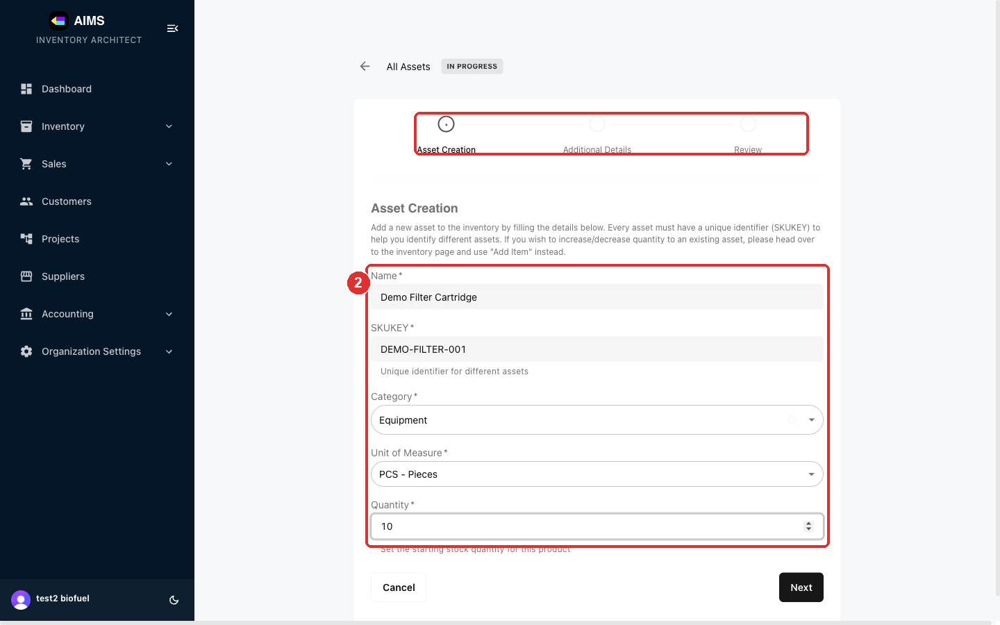 AIMS
INVENTORY ARCHITECT
Dashboard
Inventory
Sales
Customers
Projects
Suppliers
Accounting
Organization Settings
test2 biofuel
All Assets
IN PROGRESS
Asset Creation
Additional Details
Review
Asset Creation
Add a new asset to the inventory by filling the details below. Every asset must have a unique identifier (SKUKEY) to
help you identify different assets. If you wish to increase/decrease quantity to an existing asset, please head over
to the inventory page and use "Add Item" instead.
2
Name *
Demo Filter Cartridge
SKUKEY *
DEMO-FILTER-001
Unique identifier for different assets
Category *
Equipment
Unit of Measure *
PCS - Pieces
Quantity *
10
Set the starting stock quantity for this product
Cancel
Next